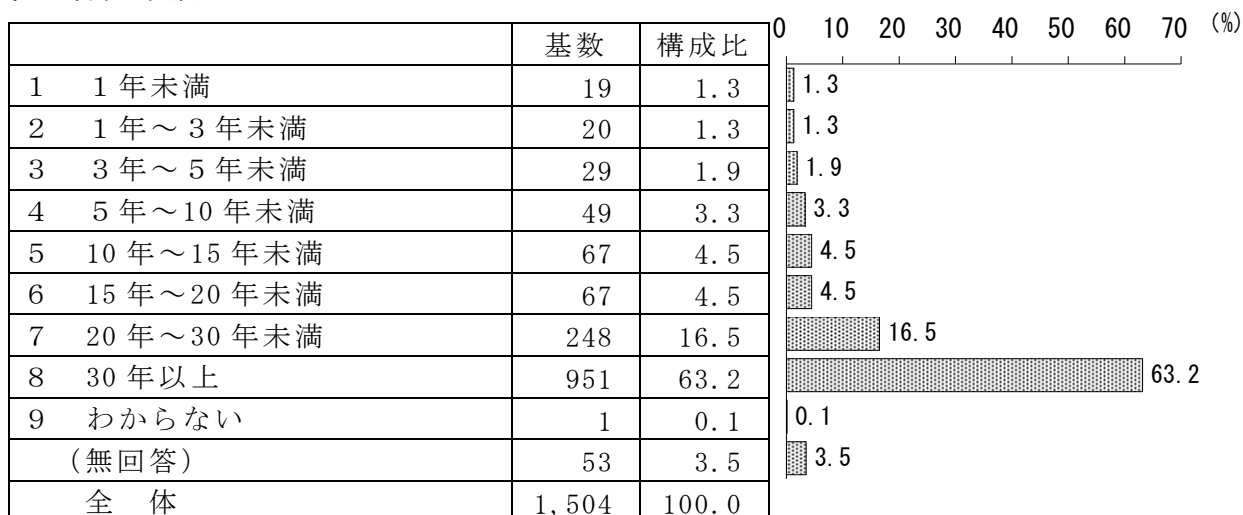 基数 構成比 0 10 20 30 40 50 60 70 (%)
1 1年未満 19 1.3 1.3
2 1年～3年未満 20 1.3 1.3
3 3年～5年未満 29 1.9 1.9
4 5年～10年未満 49 3.3 3.3
5 10年～15年未満 67 4.5 4.5
6 15年～20年未満 67 4.5 4.5
7 20年～30年未満 248 16.5 16.5
8 30年以上 951 63.2 63.2
9 わからない 1 0.1 0.1
(無回答) 53 3.5 3.5
全 体 1,504 100.0